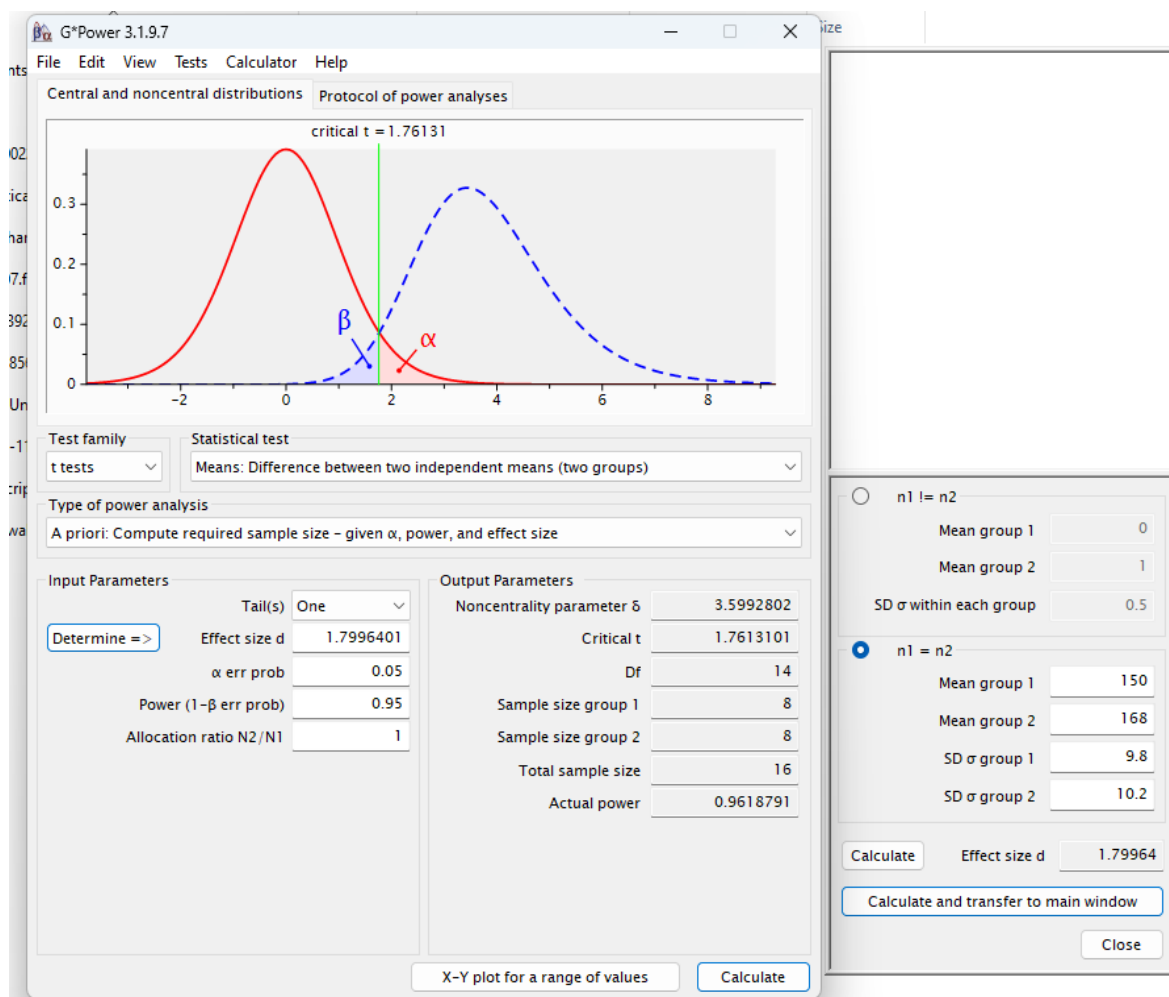 G*Power 3.1.9.7
File Edit View Tests Calculator Help
Central and noncentral distributions Protocol of power analyses
critical t = 1.76131
0.3
0.2
0.1
0
β
α
-2 0 2 4 6 8
Test family
t tests
Statistical test
Means: Difference between two independent means (two groups)
Type of power analysis
A priori: Compute required sample size – given α, power, and effect size
Input Parameters
Tail(s) One
Determine => Effect size d 1.7996401
α err prob 0.05
Power (1-β err prob) 0.95
Allocation ratio N2/N1 1
Output Parameters
Noncentrality parameter δ 3.5992802
Critical t 1.7613101
Df 14
Sample size group 1 8
Sample size group 2 8
Total sample size 16
Actual power 0.9618791
X-Y plot for a range of values Calculate
n1 != n2
Mean group 1 0
Mean group 2 1
SD σ within each group 0.5
n1 = n2
Mean group 1 150
Mean group 2 168
SD σ group 1 9.8
SD σ group 2 10.2
Calculate Effect size d 1.79964
Calculate and transfer to main window
Close